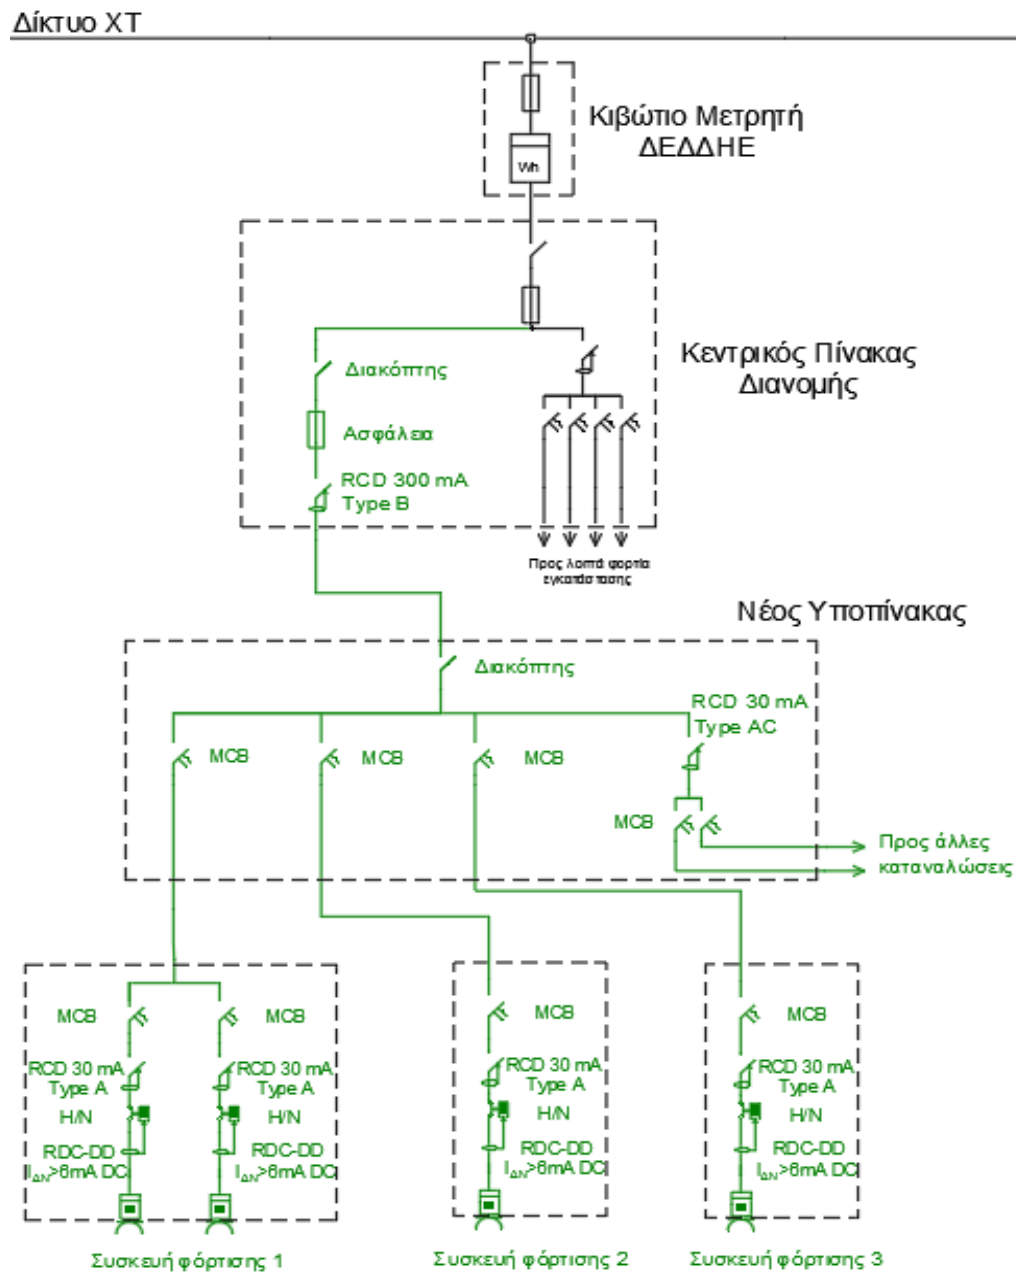 Δίκτυο ΧΤ
Κιβώτιο Μετρητή
ΔΕΔΔΗΕ
Wh
Κεντρικός Πίνακας
Διανομής
Διακόπτης
Ασφάλεια
RCD 300 mA
Type B
Προς λοιπά φορτία
εγκατάστασης
Νέος Υποπίνακας
Διακόπτης
RCD 30 mA
Type AC
MCB
MCB
MCB
MCB
Προς άλλες
καταναλώσεις
MCB
MCB
MCB
MCB
RCD 30 mA
Type A
RCD 30 mA
Type A
RCD 30 mA
Type A
RCD 30 mA
Type A
Η/Ν
Η/Ν
Η/Ν
Η/Ν
RDC-DD
IΔN>6mA DC
RDC-DD
IΔN>6mA DC
RDC-DD
IΔN>6mA DC
RDC-DD
IΔN>6mA DC
Συσκευή φόρτισης 1
Συσκευή φόρτισης 2
Συσκευή φόρτισης 3